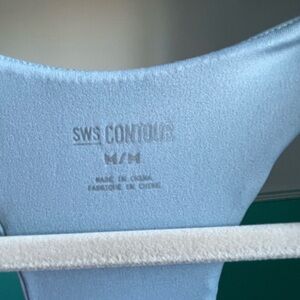 SWS CONTOUR
M/M
MADE IN CHINA
FABRIQUÉ EN CHINE